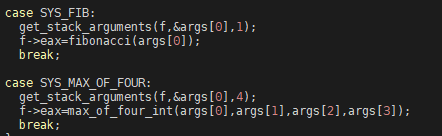 case SYS_FIB:
get_stack_arguments(f,&args[0],1);
f->eax=fibonacci(args[0]);
break;
case SYS_MAX_OF_FOUR:
get_stack_arguments(f,&args[0],4);
f->eax=max_of_four_int(args[0],args[1],args[2],args[3]);
break;